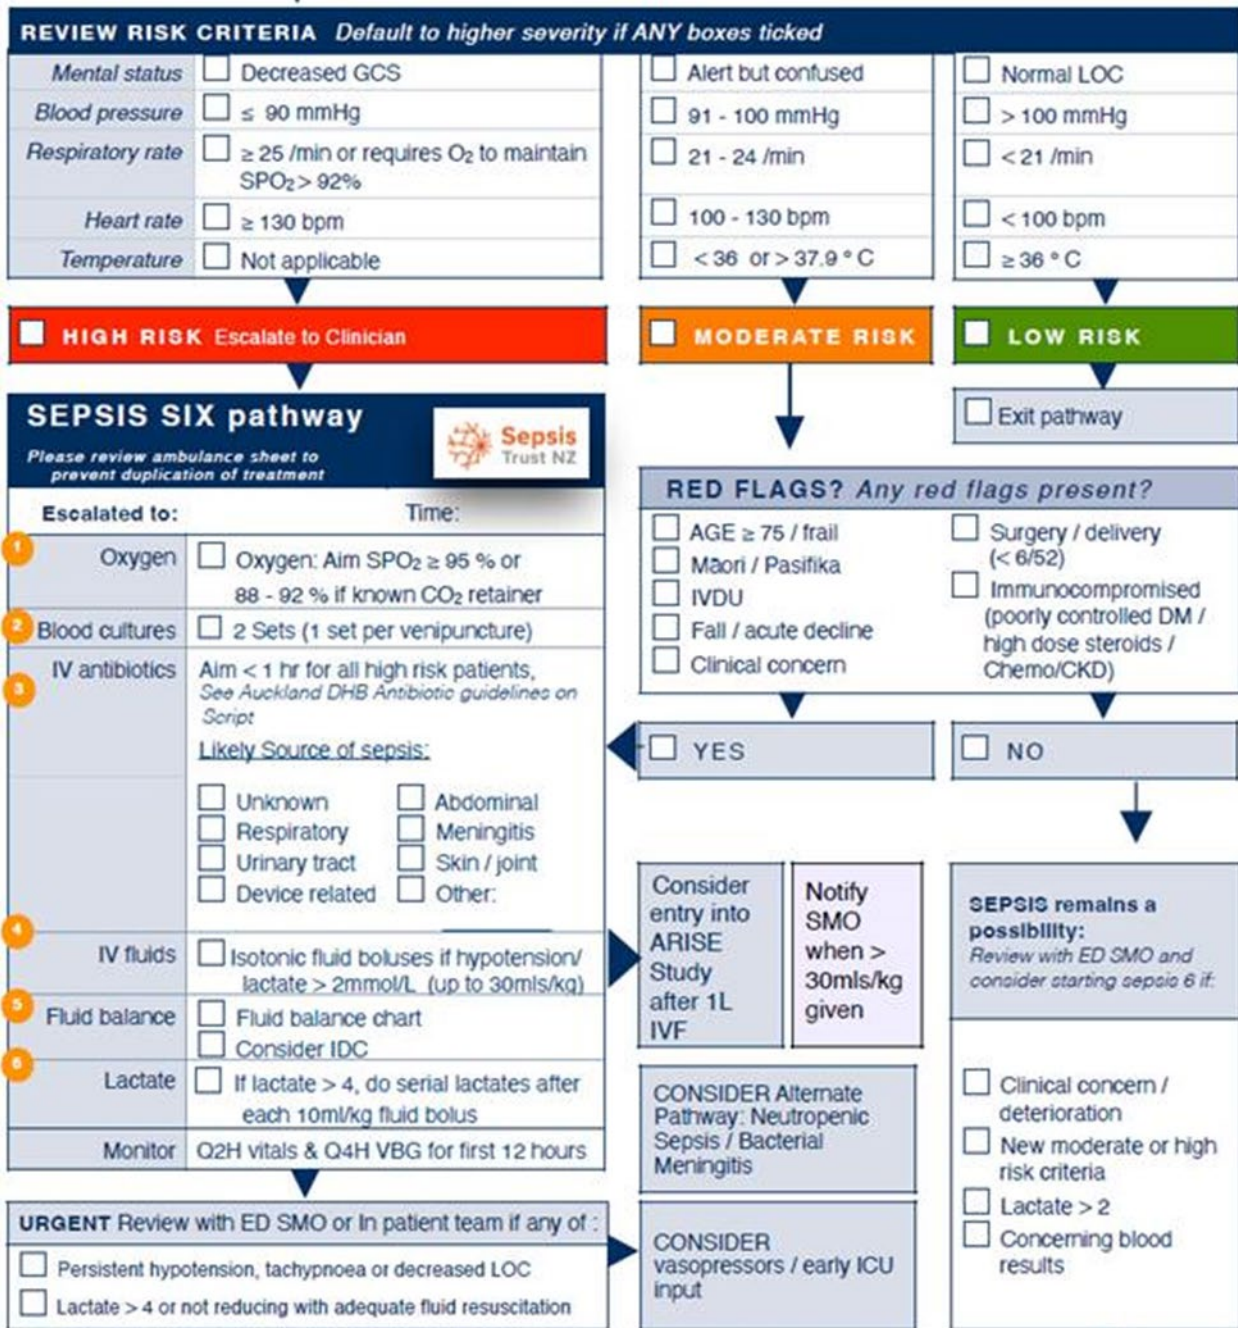 REVIEW RISK CRITERIA Default to higher severity if ANY boxes ticked
Mental status Decreased GCS Alert but confused Normal LOC
Blood pressure ≤ 90 mmHg 91 - 100 mmHg > 100 mmHg
Respiratory rate ≥ 25 /min or requires O₂ to maintain 21 - 24 /min < 21 /min
SPO₂ > 92%
Heart rate ≥ 130 bpm 100 - 130 bpm < 100 bpm
Temperature Not applicable < 36 or > 37.9 ° C ≥ 36 ° C
HIGH RISK Escalate to Clinician
MODERATE RISK
LOW RISK
Exit pathway
SEPSIS SIX pathway
Please review ambulance sheet to
prevent duplication of treatment
Sepsis
Trust NZ
Escalated to: Time:
1 Oxygen Oxygen: Aim SPO₂ ≥ 95 % or
88 - 92 % if known CO₂ retainer
2 Blood cultures 2 Sets (1 set per venipuncture)
3 IV antibiotics Aim < 1 hr for all high risk patients,
See Auckland DHB Antibiotic guidelines on
Script
Likely Source of sepsis:
Unknown Abdominal
Respiratory Meningitis
Urinary tract Skin / joint
Device related Other:
4 IV fluids Isotonic fluid boluses if hypotension/
lactate > 2mmol/L (up to 30mls/kg)
5 Fluid balance Fluid balance chart
Consider IDC
6 Lactate If lactate > 4, do serial lactates after
each 10ml/kg fluid bolus
Monitor Q2H vitals & Q4H VBG for first 12 hours
URGENT Review with ED SMO or In patient team if any of :
Persistent hypotension, tachypnoea or decreased LOC
Lactate > 4 or not reducing with adequate fluid resuscitation
RED FLAGS? Any red flags present?
AGE ≥ 75 / frail
Māori / Pasifika
IVDU
Fall / acute decline
Clinical concern
Surgery / delivery
(< 6/52)
Immunocompromised
(poorly controlled DM /
high dose steroids /
Chemo/CKD)
YES
NO
Consider
entry into
ARISE
Study
after 1L
IVF
Notify
SMO
when >
30mls/kg
given
CONSIDER Alternate
Pathway: Neutropenic
Sepsis / Bacterial
Meningitis
CONSIDER
vasopressors / early ICU
input
SEPSIS remains a
possibility:
Review with ED SMO and
consider starting sepsis 6 if:
Clinical concern /
deterioration
New moderate or high
risk criteria
Lactate > 2
Concerning blood
results